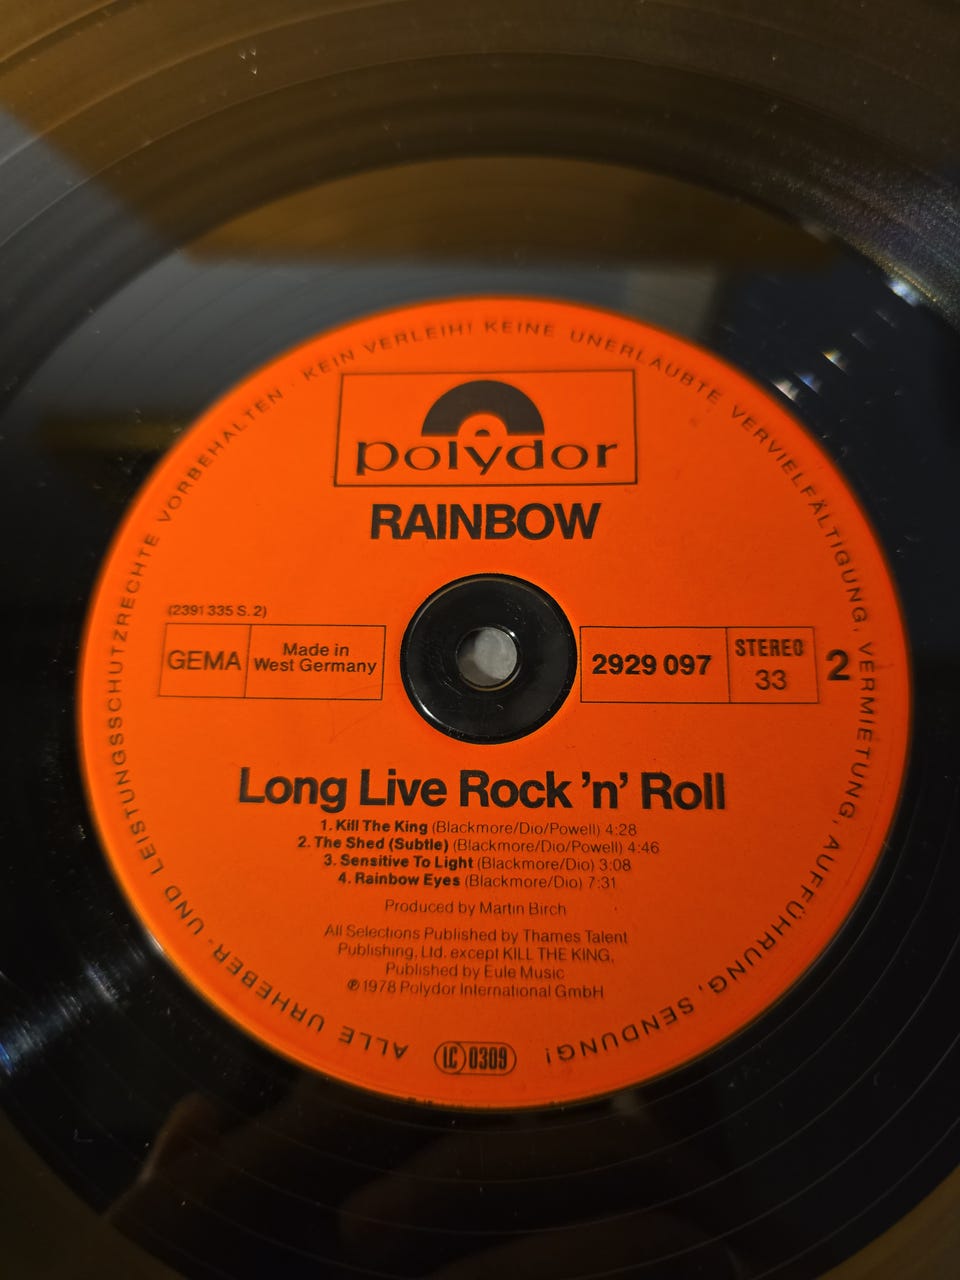 ALLE URHEBER- UND LEISTUNGSSCHUTZRECHTE VORBEHALTEN · KEIN VERLEIH! KEINE UNERLAUBTE VERVIELFÄLTIGUNG, VERMIETUNG, AUFFÜHRUNG, SENDUNG!
polydor
RAINBOW
(2391 335 S. 2)
GEMA
Made in
West Germany
2929 097
STEREO
33
2
Long Live Rock 'n' Roll
1. Kill The King (Blackmore/Dio/Powell) 4:28
2. The Shed (Subtle) (Blackmore/Dio/Powell) 4:46
3. Sensitive To Light (Blackmore/Dio) 3:08
4. Rainbow Eyes (Blackmore/Dio) 7:31
Produced by Martin Birch
All Selections Published by Thames Talent
Publishing, Ltd. except KILL THE KING,
Published by Eule Music
℗ 1978 Polydor International GmbH
LC 0309